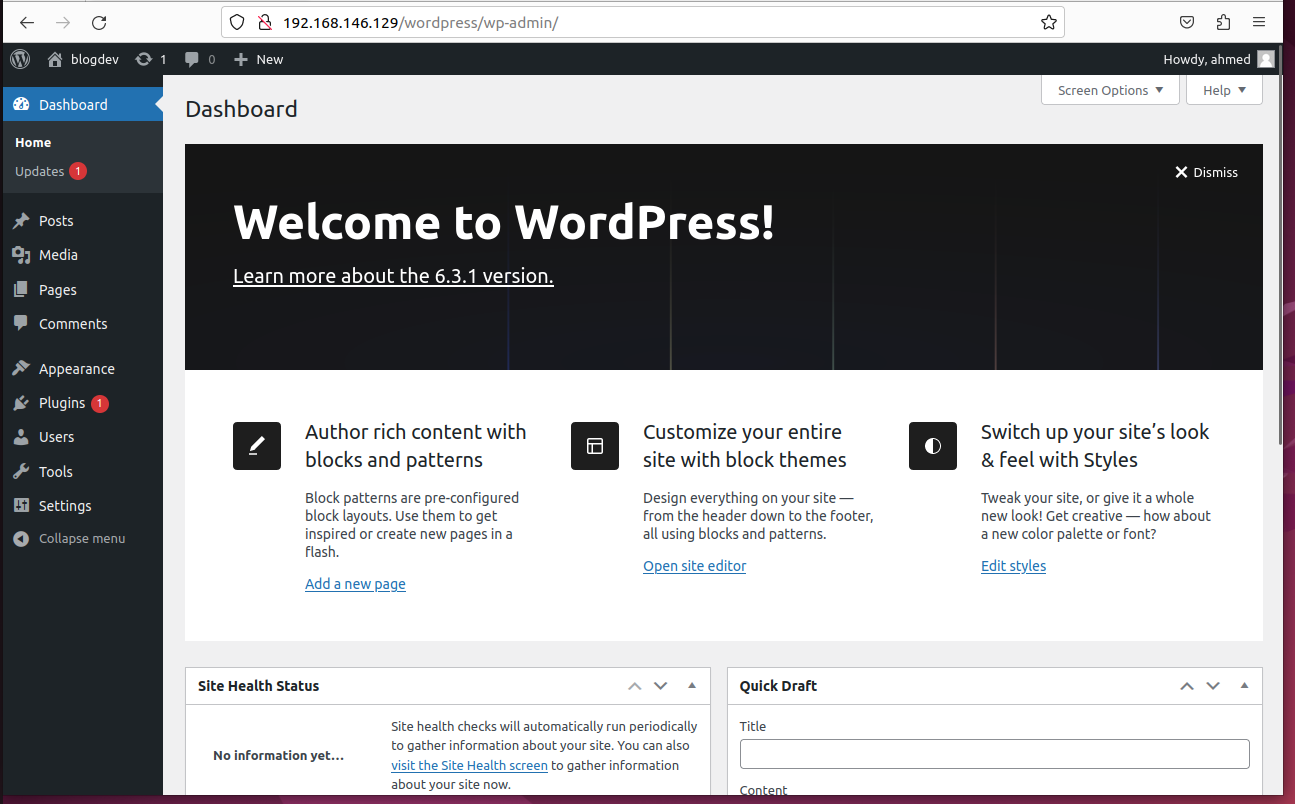 192.168.146.129/wordpress/wp-admin/
blogdev 1 0 New Howdy, ahmed
Dashboard
Home
Updates 1
Posts
Media
Pages
Comments
Appearance
Plugins 1
Users
Tools
Settings
Collapse menu
Screen Options Help
Dashboard
Dismiss
Welcome to WordPress!
Learn more about the 6.3.1 version.
Author rich content with
blocks and patterns
Block patterns are pre-configured
block layouts. Use them to get
inspired or create new pages in a
flash.
Add a new page
Customize your entire
site with block themes
Design everything on your site —
from the header down to the footer,
all using blocks and patterns.
Open site editor
Switch up your site’s look
& feel with Styles
Tweak your site, or give it a whole
new look! Get creative — how about
a new color palette or font?
Edit styles
Site Health Status
No information yet…
Site health checks will automatically run periodically
to gather information about your site. You can also
visit the Site Health screen to gather information
about your site now.
Quick Draft
Title
Content